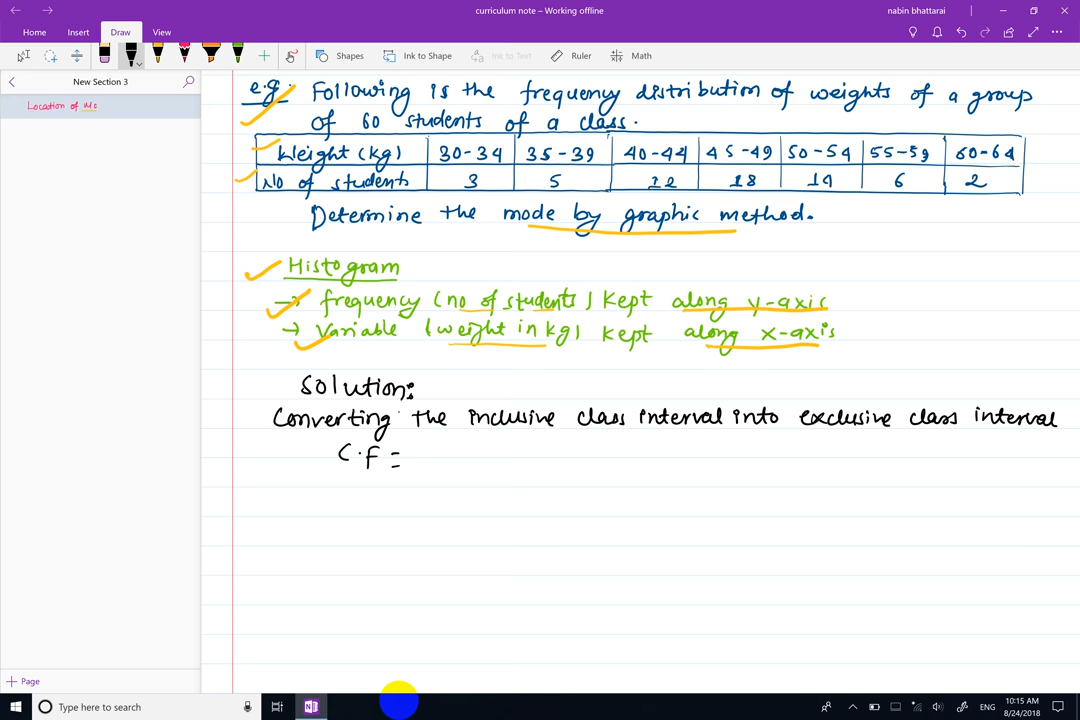 curriculum note – Working offline
nabin bhattarai
Home Insert Draw View
Shapes Ink to Shape Ink to Text Ruler Math
New Section 3
Location of Mo
e.g. Following is the frequency distribution of weights of a group
of 60 students of a class.
Weight (kg) 30-34 35-39 40-44 45-49 50-54 55-59 60-64
No of students 3 5 12 18 14 6 2
Determine the mode by graphic method.
Histogram
→ frequency (no of students) kept along y-axis
→ Variable (weight in kg) kept along x-axis
Solution:
Converting the inclusive class interval into exclusive class interval
C.F =
+ Page
Type here to search
ENG
10:15 AM
8/24/2018